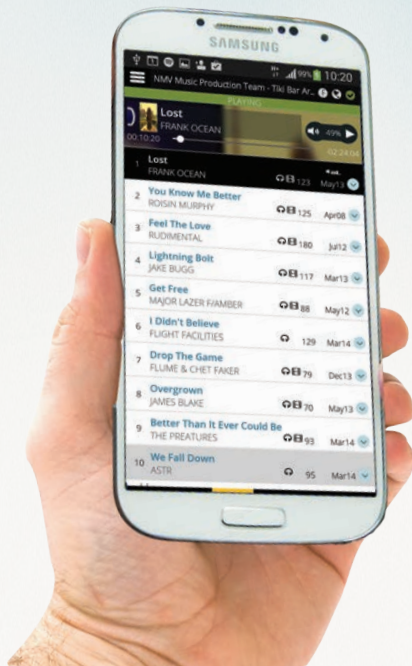 SAMSUNG
99% 10:20
NMV Music Production Team - Tiki Bar Ar...
PLAYING
Lost
FRANK OCEAN
49%
00:10:20
02:24:04
1 Lost
FRANK OCEAN 123 May13
2 You Know Me Better
ROISIN MURPHY 125 Apr08
3 Feel The Love
RUDIMENTAL 180 Jul12
4 Lightning Bolt
JAKE BUGG 117 Mar13
5 Get Free
MAJOR LAZER F/AMBER 88 May12
6 I Didn't Believe
FLIGHT FACILITIES 129 Mar14
7 Drop The Game
FLUME & CHET FAKER 79 Dec13
8 Overgrown
JAMES BLAKE 70 May13
9 Better Than It Ever Could Be
THE PREATURES 93 Mar14
10 We Fall Down
ASTR 95 Mar14